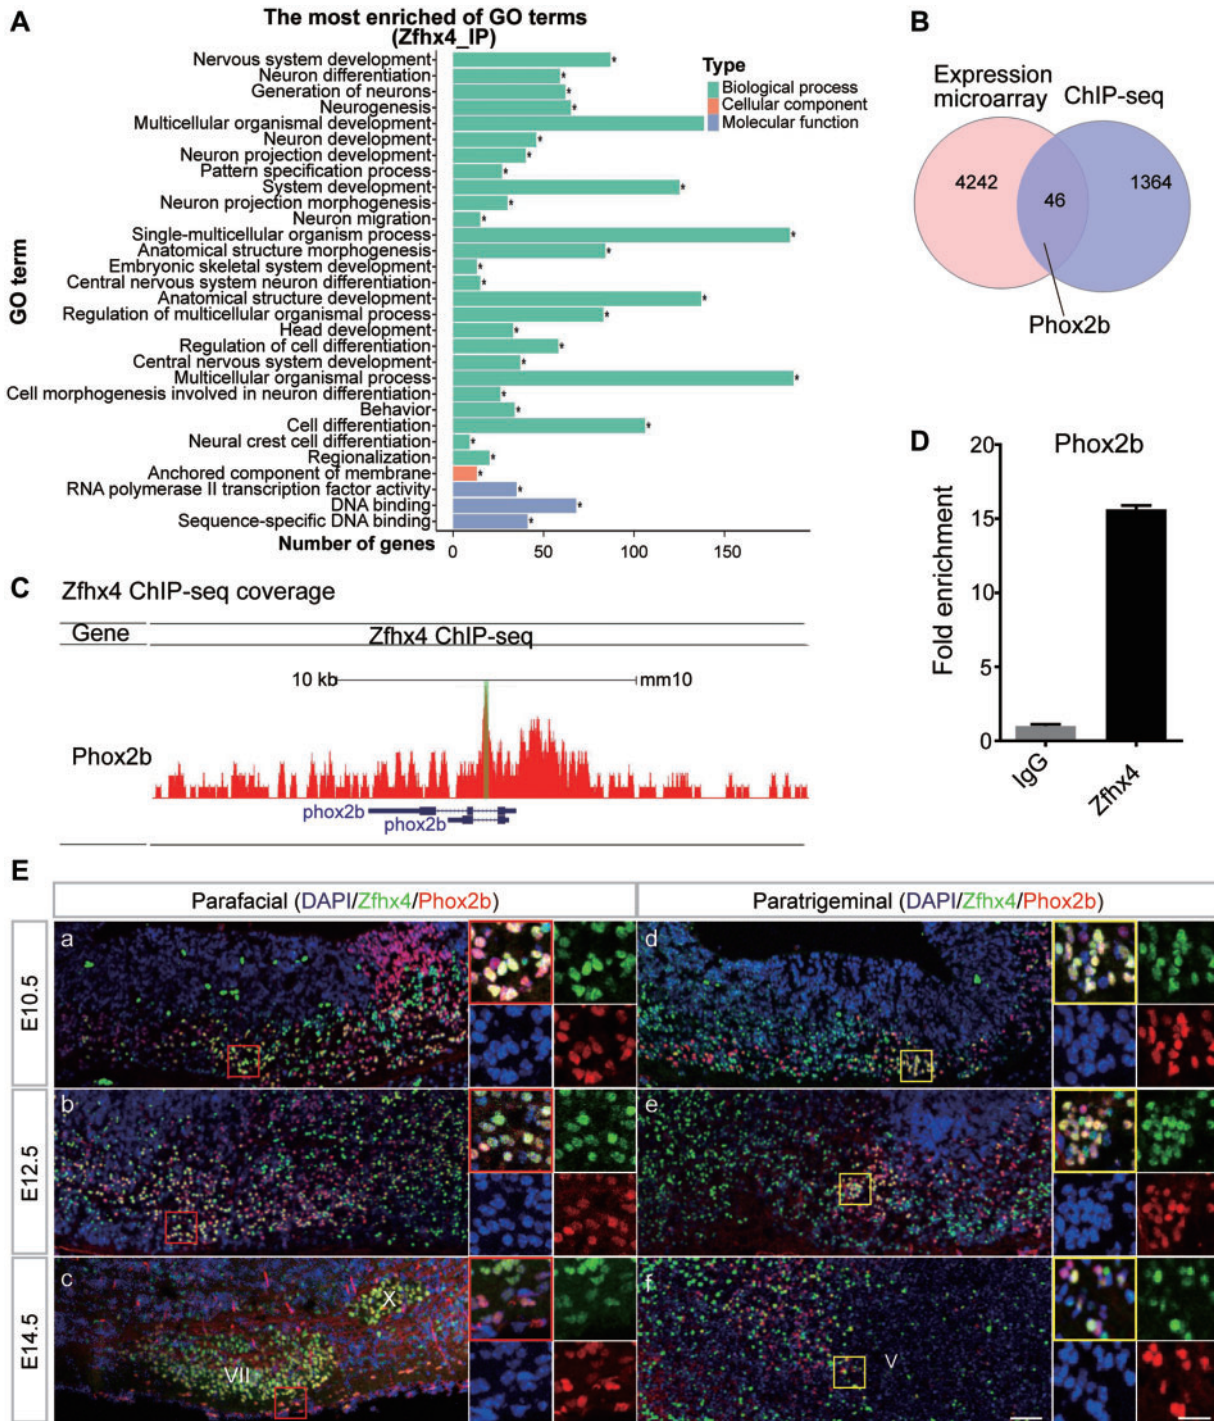 A
The most enriched of GO terms
(Zfhx4_IP)
GO term
Nervous system development
Neuron differentiation
Generation of neurons
Neurogenesis
Multicellular organismal development
Neuron development
Neuron projection development
Pattern specification process
System development
Neuron projection morphogenesis
Neuron migration
Single-multicellular organism process
Anatomical structure morphogenesis
Embryonic skeletal system development
Central nervous system neuron differentiation
Anatomical structure development
Regulation of multicellular organismal process
Head development
Regulation of cell differentiation
Central nervous system development
Multicellular organismal process
Cell morphogenesis involved in neuron differentiation
Behavior
Cell differentiation
Neural crest cell differentiation
Regionalization
Anchored component of membrane
RNA polymerase II transcription factor activity
DNA binding
Sequence-specific DNA binding
Number of genes
0 50 100 150
Type
Biological process
Cellular component
Molecular function
B
Expression
microarray
ChIP-seq
4242
46
1364
Phox2b
C
Zfhx4 ChIP-seq coverage
Gene
Zfhx4 ChIP-seq
10 kb
mm10
Phox2b
phox2b
phox2b
D
Phox2b
Fold enrichment
20
15
10
5
0
IgG
Zfhx4
E
Parafacial (DAPI/Zfhx4/Phox2b)
Paratrigeminal (DAPI/Zfhx4/Phox2b)
E10.5
a
d
E12.5
b
e
E14.5
c
X
VII
f
V